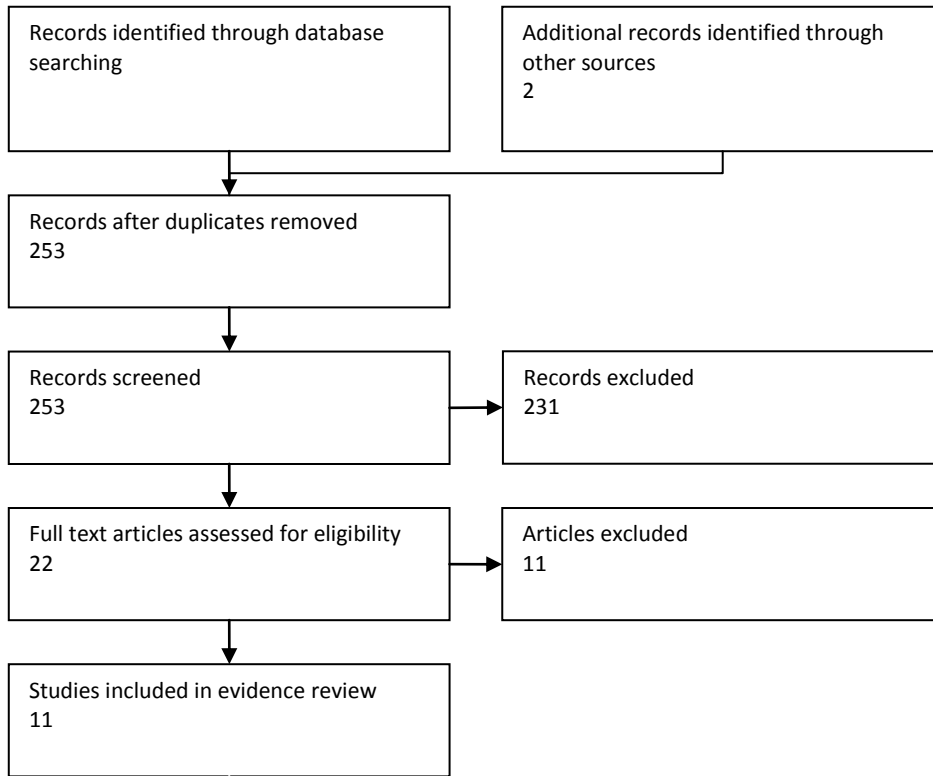 Records identified through database
searching
Additional records identified through
other sources
2
Records after duplicates removed
253
Records screened
253
Records excluded
231
Full text articles assessed for eligibility
22
Articles excluded
11
Studies included in evidence review
11